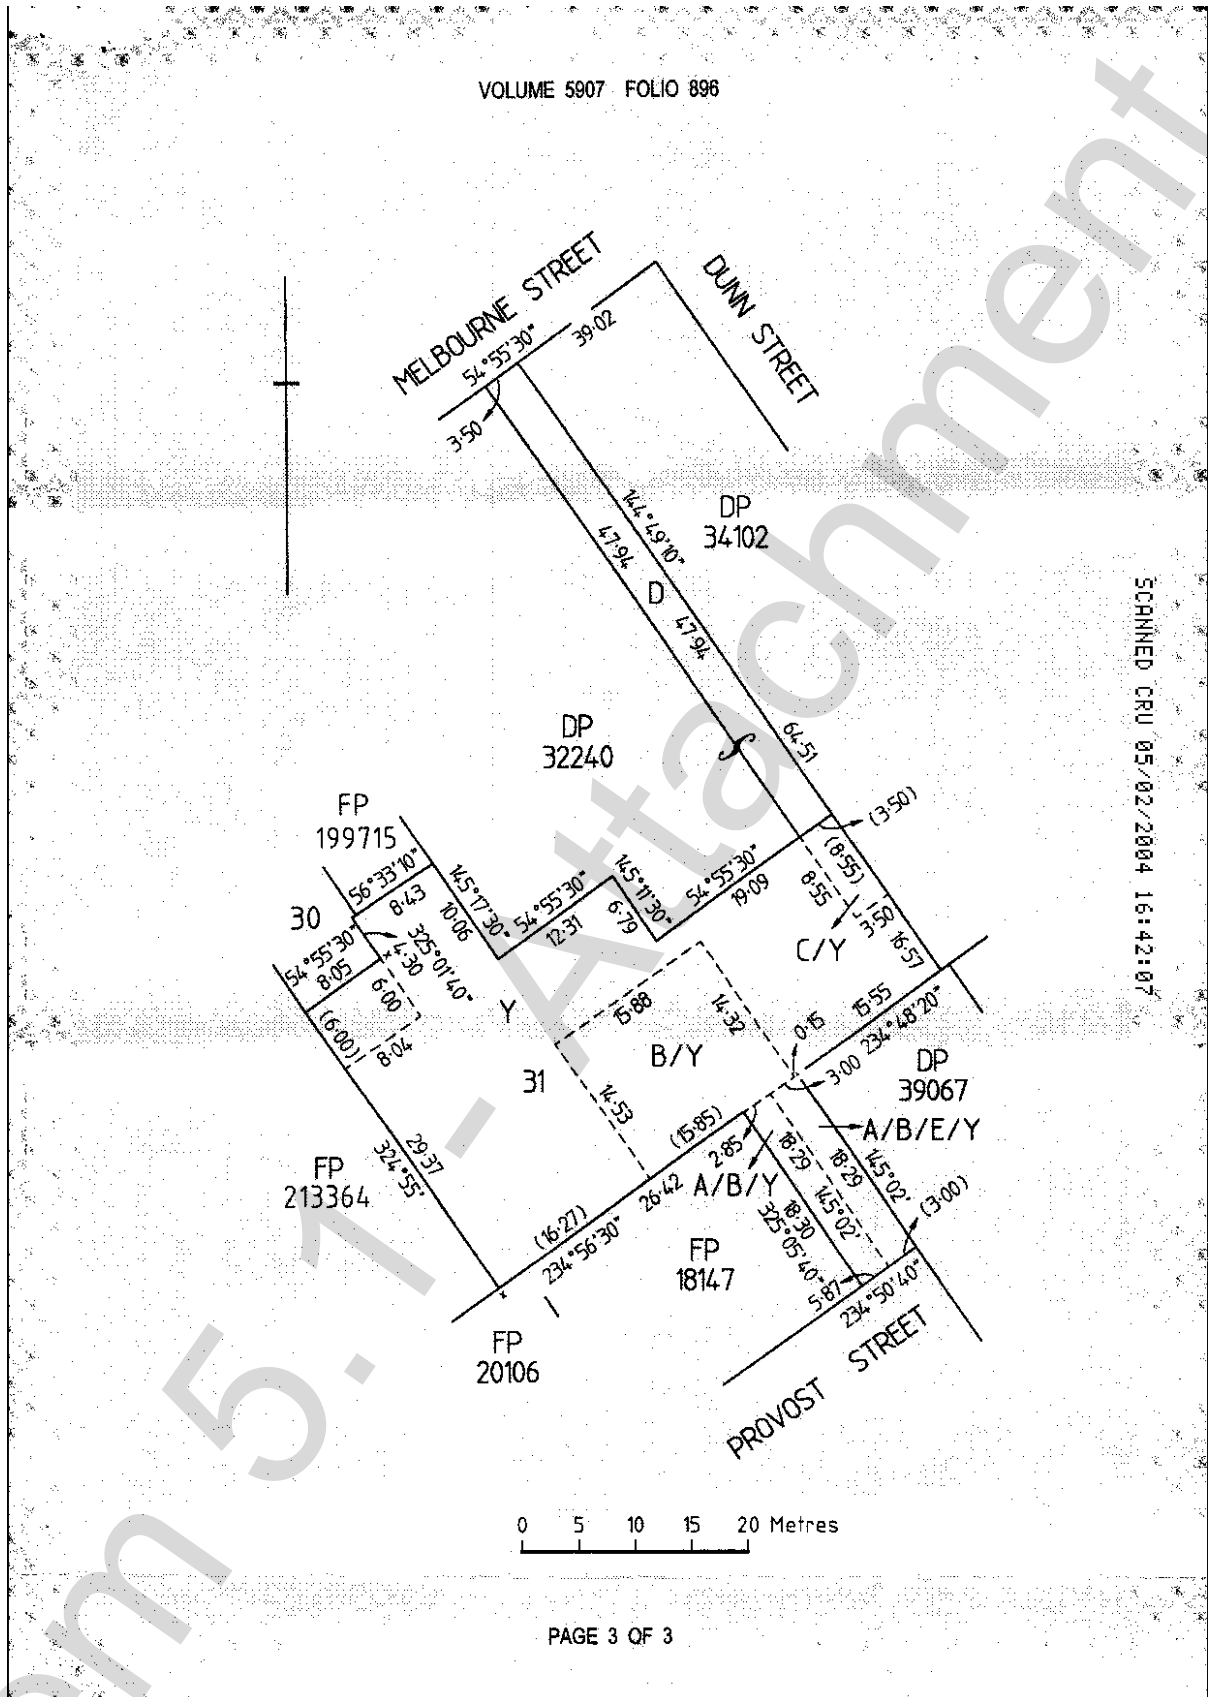 VOLUME 5907 FOLIO 896
MELBOURNE STREET
DUNN STREET
54°55'30"
39·02
3·50
144°49'10"
47·94
D
47·94
64·51
DP
34102
DP
32240
FP
199715
(3·50)
(8·55)
8·55
3·50
16·57
C/Y
56°33'10"
8·43
145°17'30"
10·06
54°55'30"
12·31
145°11'30"
6·79
54°55'30"
19·09
30
54°55'30"
8·05
325°01'40"
4·30
6·00
(6·00)
8·04
Y
31
15·88
14·32
B/Y
14·53
0·15
15·55
234°48'20"
3·00
DP
39067
A/B/E/Y
(15·85)
2·85
A/B/Y
18·29
18·29
145°02'
145°02'
(3·00)
18·30
325°05'40"
29·37
324°55'
FP
213364
(16·27)
26·42
234°56'30"
FP
18147
5·87
234°50'40"
FP
20106
PROVOST STREET
0 5 10 15 20 Metres
PAGE 3 OF 3
SCANNED CRU 05/02/2004 16:42:07
em 5.1 - Attachment